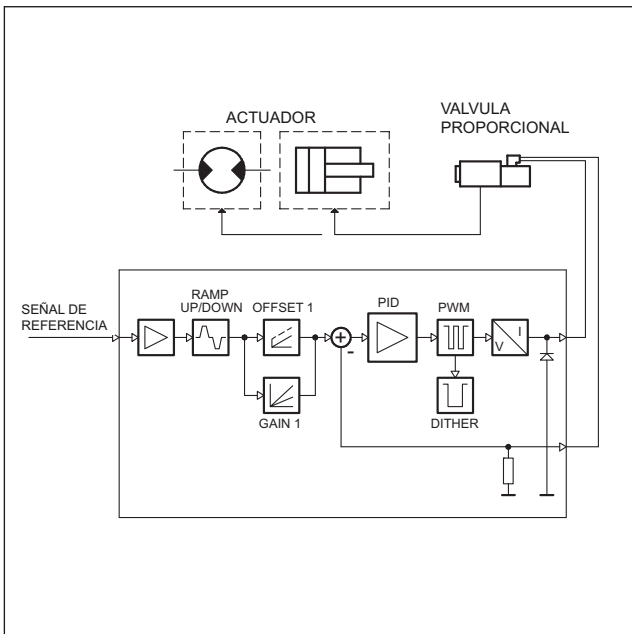 ACTUADOR
VALVULA
PROPORCIONAL
SEÑAL DE
REFERENCIA
RAMP
UP/DOWN
OFFSET 1
GAIN 1
+
-
PID
PWM
DITHER
V
I